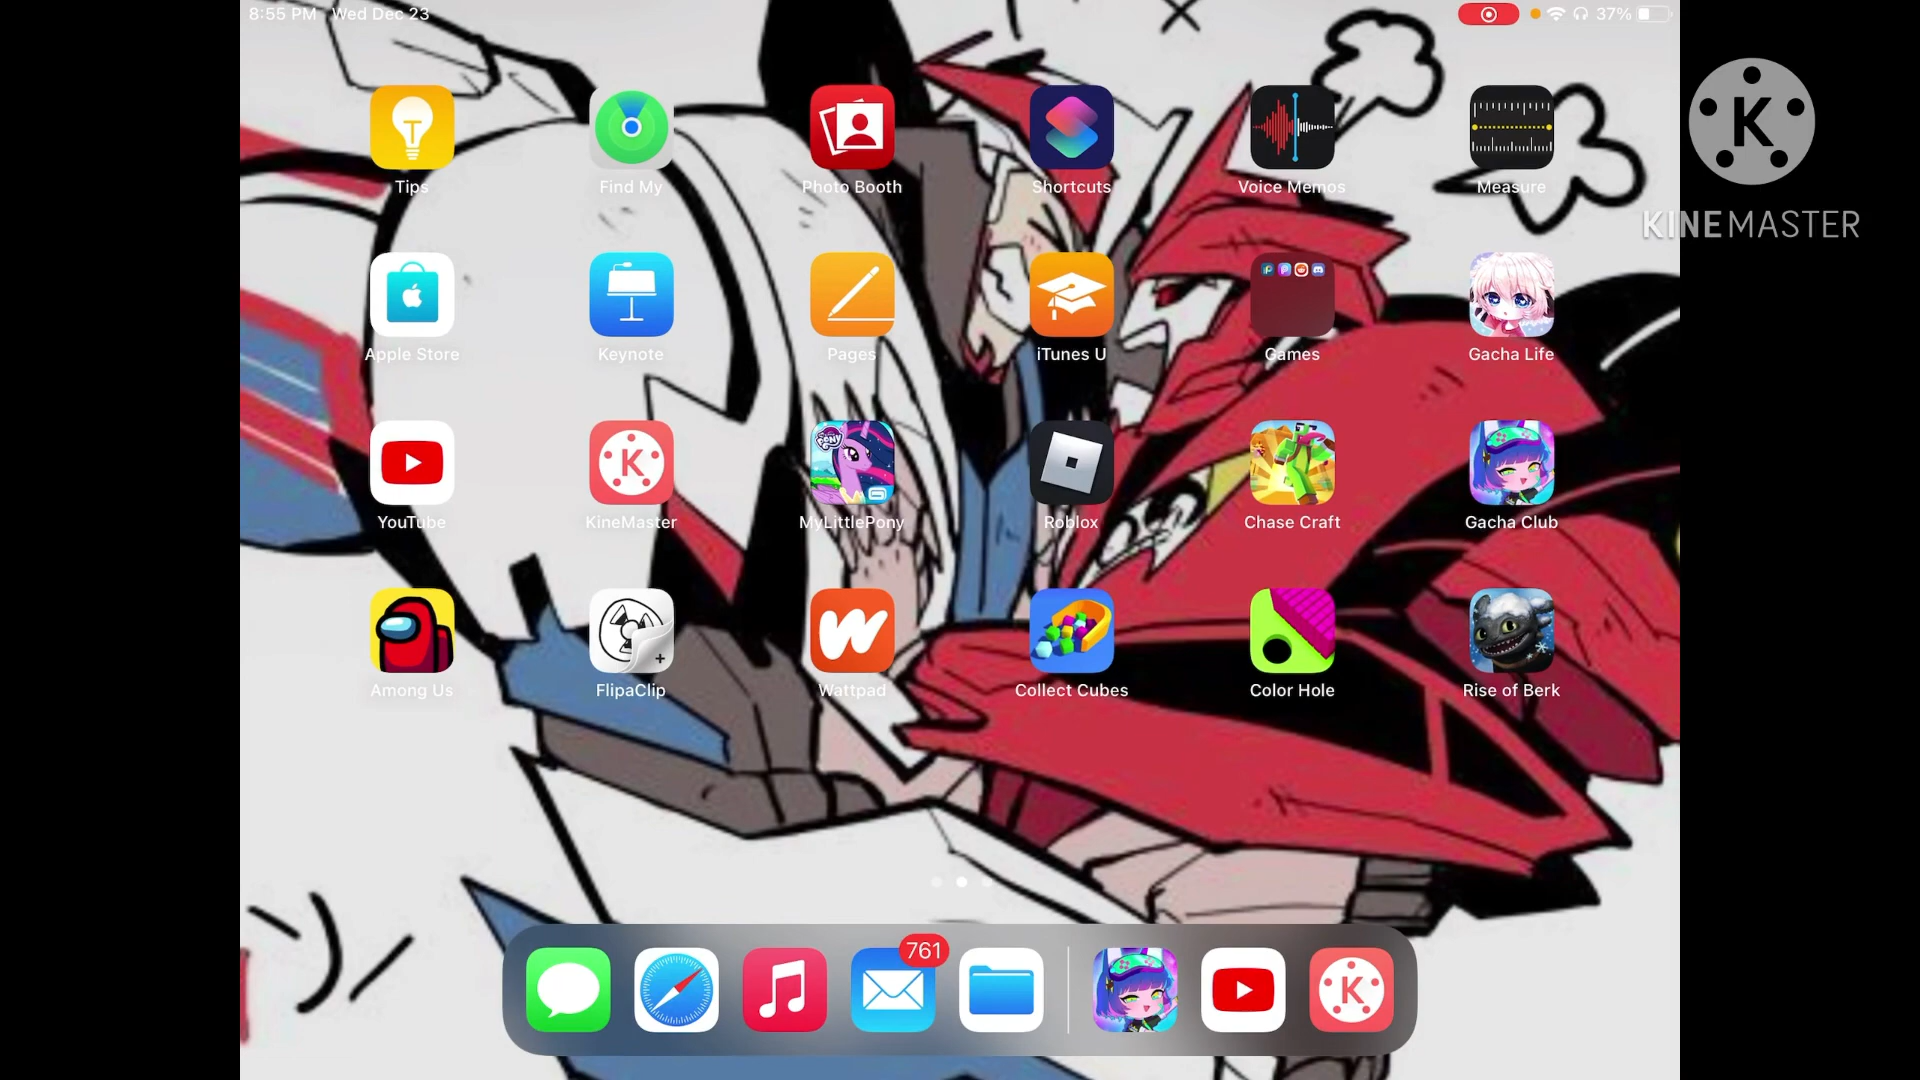 8:55 PM Wed Dec 23
37%
KINEMASTER
Tips
Find My
Photo Booth
Shortcuts
Voice Memos
Measure
Apple Store
Keynote
Pages
iTunes U
Games
Gacha Life
YouTube
KineMaster
MyLittlePony
Roblox
Chase Craft
Gacha Club
Among Us
FlipaClip
Wattpad
Collect Cubes
Color Hole
Rise of Berk
761